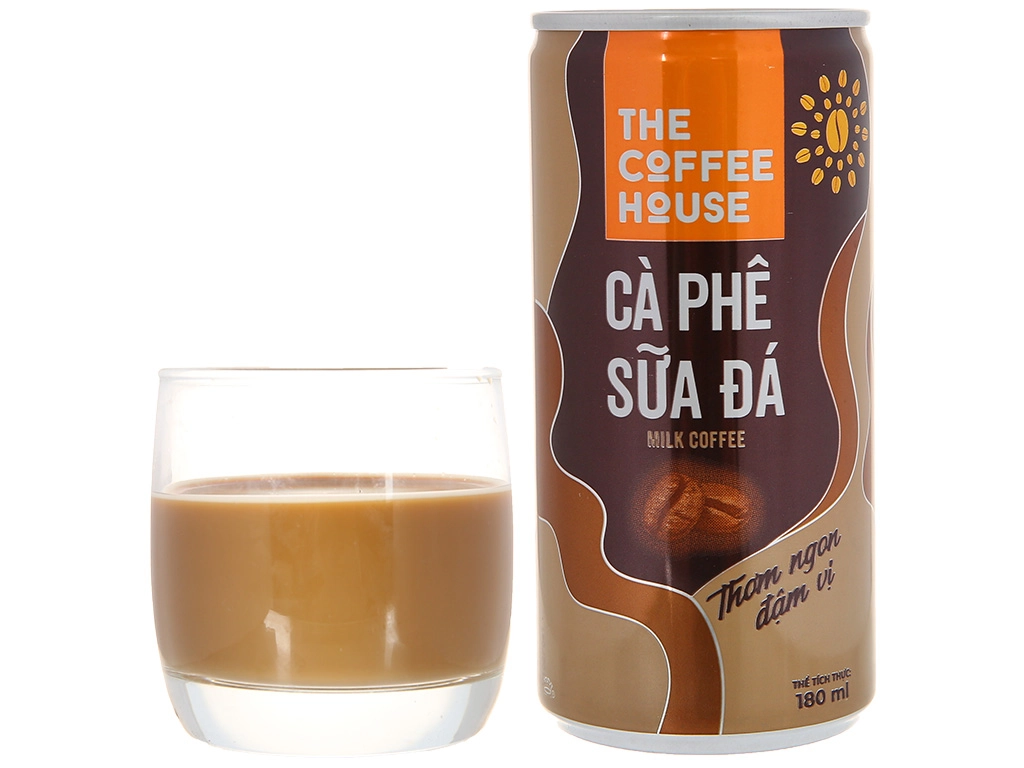 THE
COFFEE
HOUSE
CÀ PHÊ
SỮA ĐÁ
MILK COFFEE
Thơm ngon
đậm vị
THỂ TÍCH THỰC:
180 ml